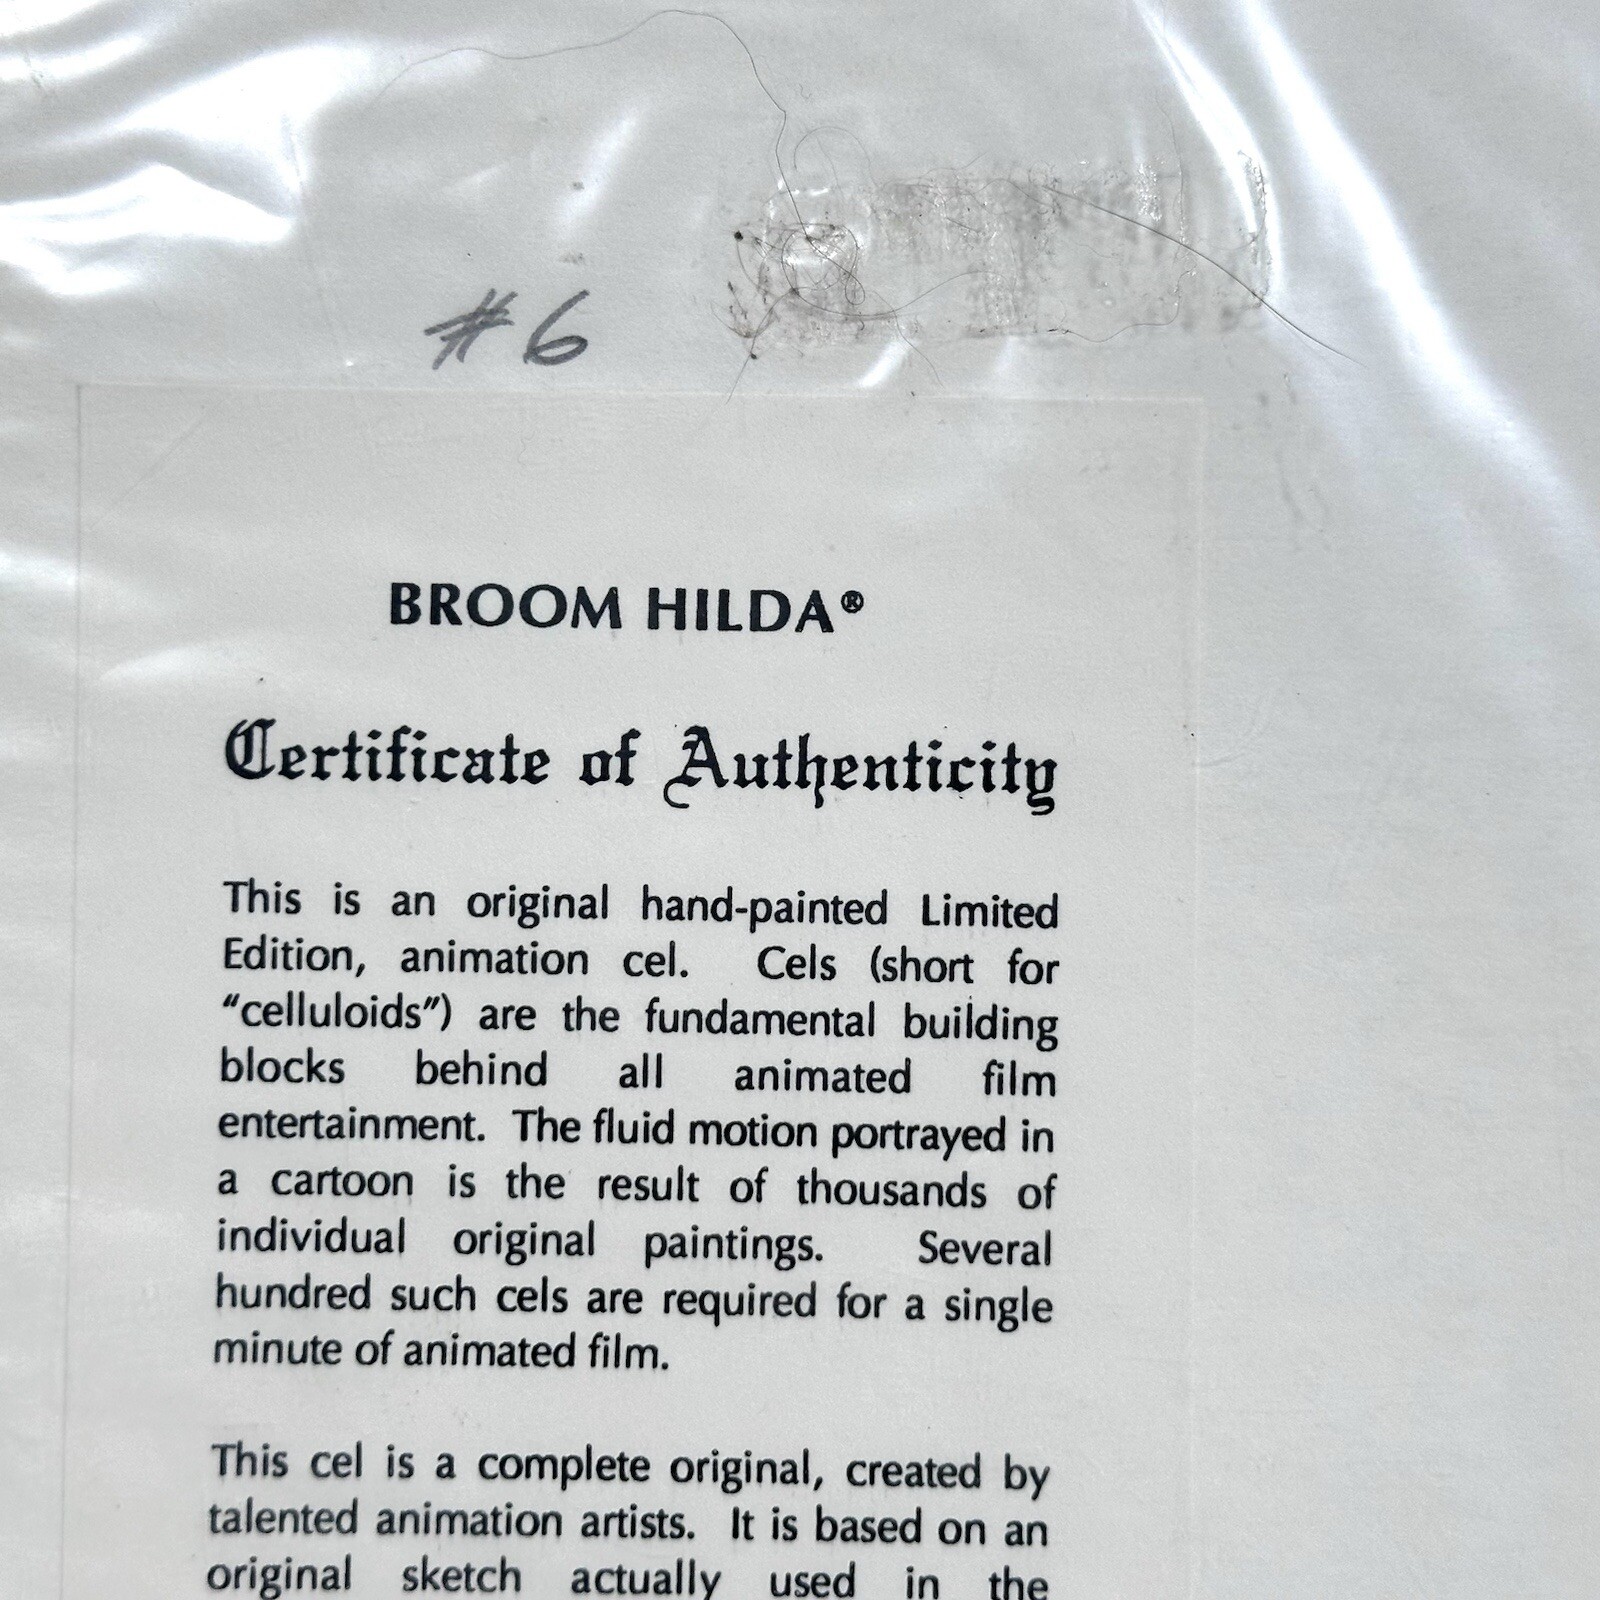 #6
BROOM HILDA®
Certificate of Authenticity
This is an original hand-painted Limited
Edition, animation cel. Cels (short for
"celluloids") are the fundamental building
blocks behind all animated film
entertainment. The fluid motion portrayed in
a cartoon is the result of thousands of
individual original paintings. Several
hundred such cels are required for a single
minute of animated film.
This cel is a complete original, created by
talented animation artists. It is based on an
original sketch actually used in the